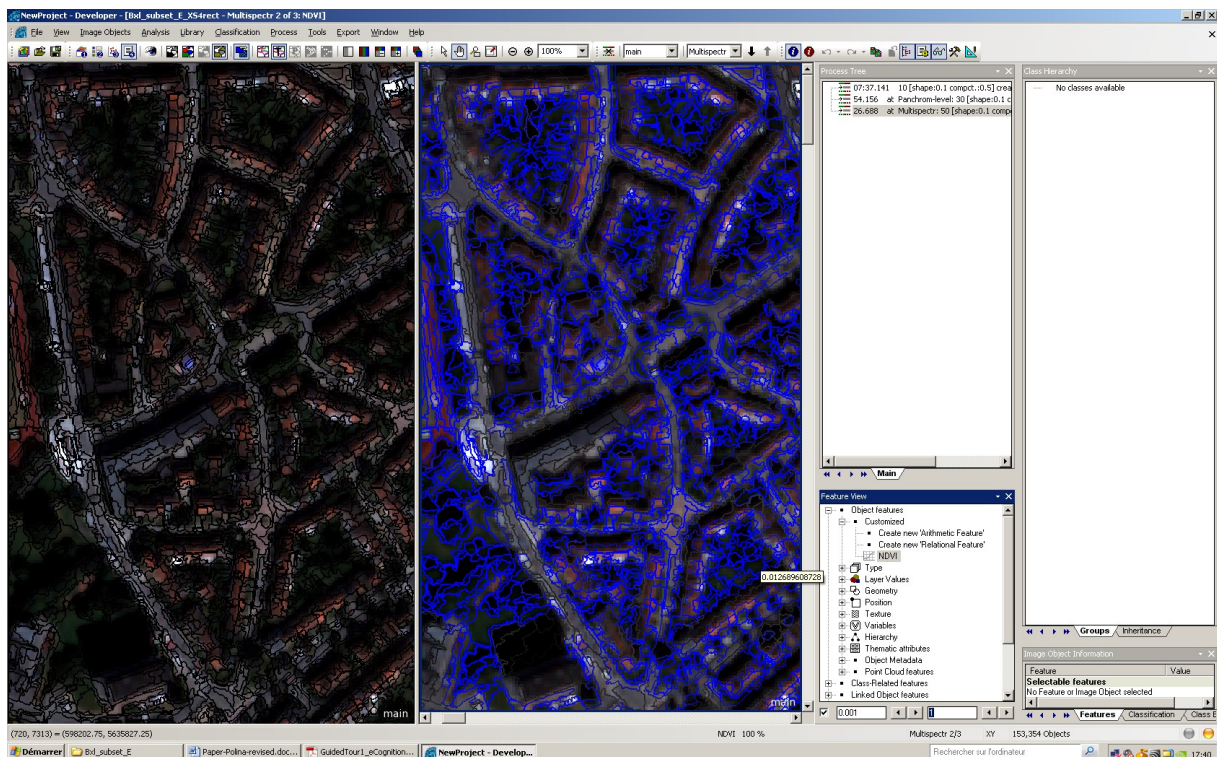 NewProject - Developer - [Bxl_subset_E_XS4rect - Multispectr 2 of 3: NDVI]
File View Image Objects Analysis Library Classification Process Tools Export Window Help
100% main Multispectr
Process Tree
07:37.141 10 [shape:0.1 compct.:0.5] crea
54.156 at Panchrom-level: 30 [shape:0.1 c
26.688 at Multispectr: 50 [shape:0.1 comp
Main
Class Hierarchy
No classes available
Groups Inheritance
Feature View
Object features
Customized
Create new 'Arithmetic Feature'
Create new 'Relational Feature'
NDVI
Type
Layer Values
Geometry
Position
Texture
Variables
Hierarchy
Thematic attributes
Object Metadata
Point Cloud features
Class-Related features
Linked Object features
0.001 1
0.012689608728
Image Object Information
Feature Value
Selectable features
No Feature or Image Object selected
Features Classification Class E
main
main
(720, 7313) = (598202.75, 5635827.25) NDVI 100 % Multispectr 2/3 XY 153,354 Objects
Démarrer Bxl_subset_E Paper-Polina-revised.doc... GuidedTour1_eCognition... NewProject - Develop... Rechercher sur l'ordinateur 17:40